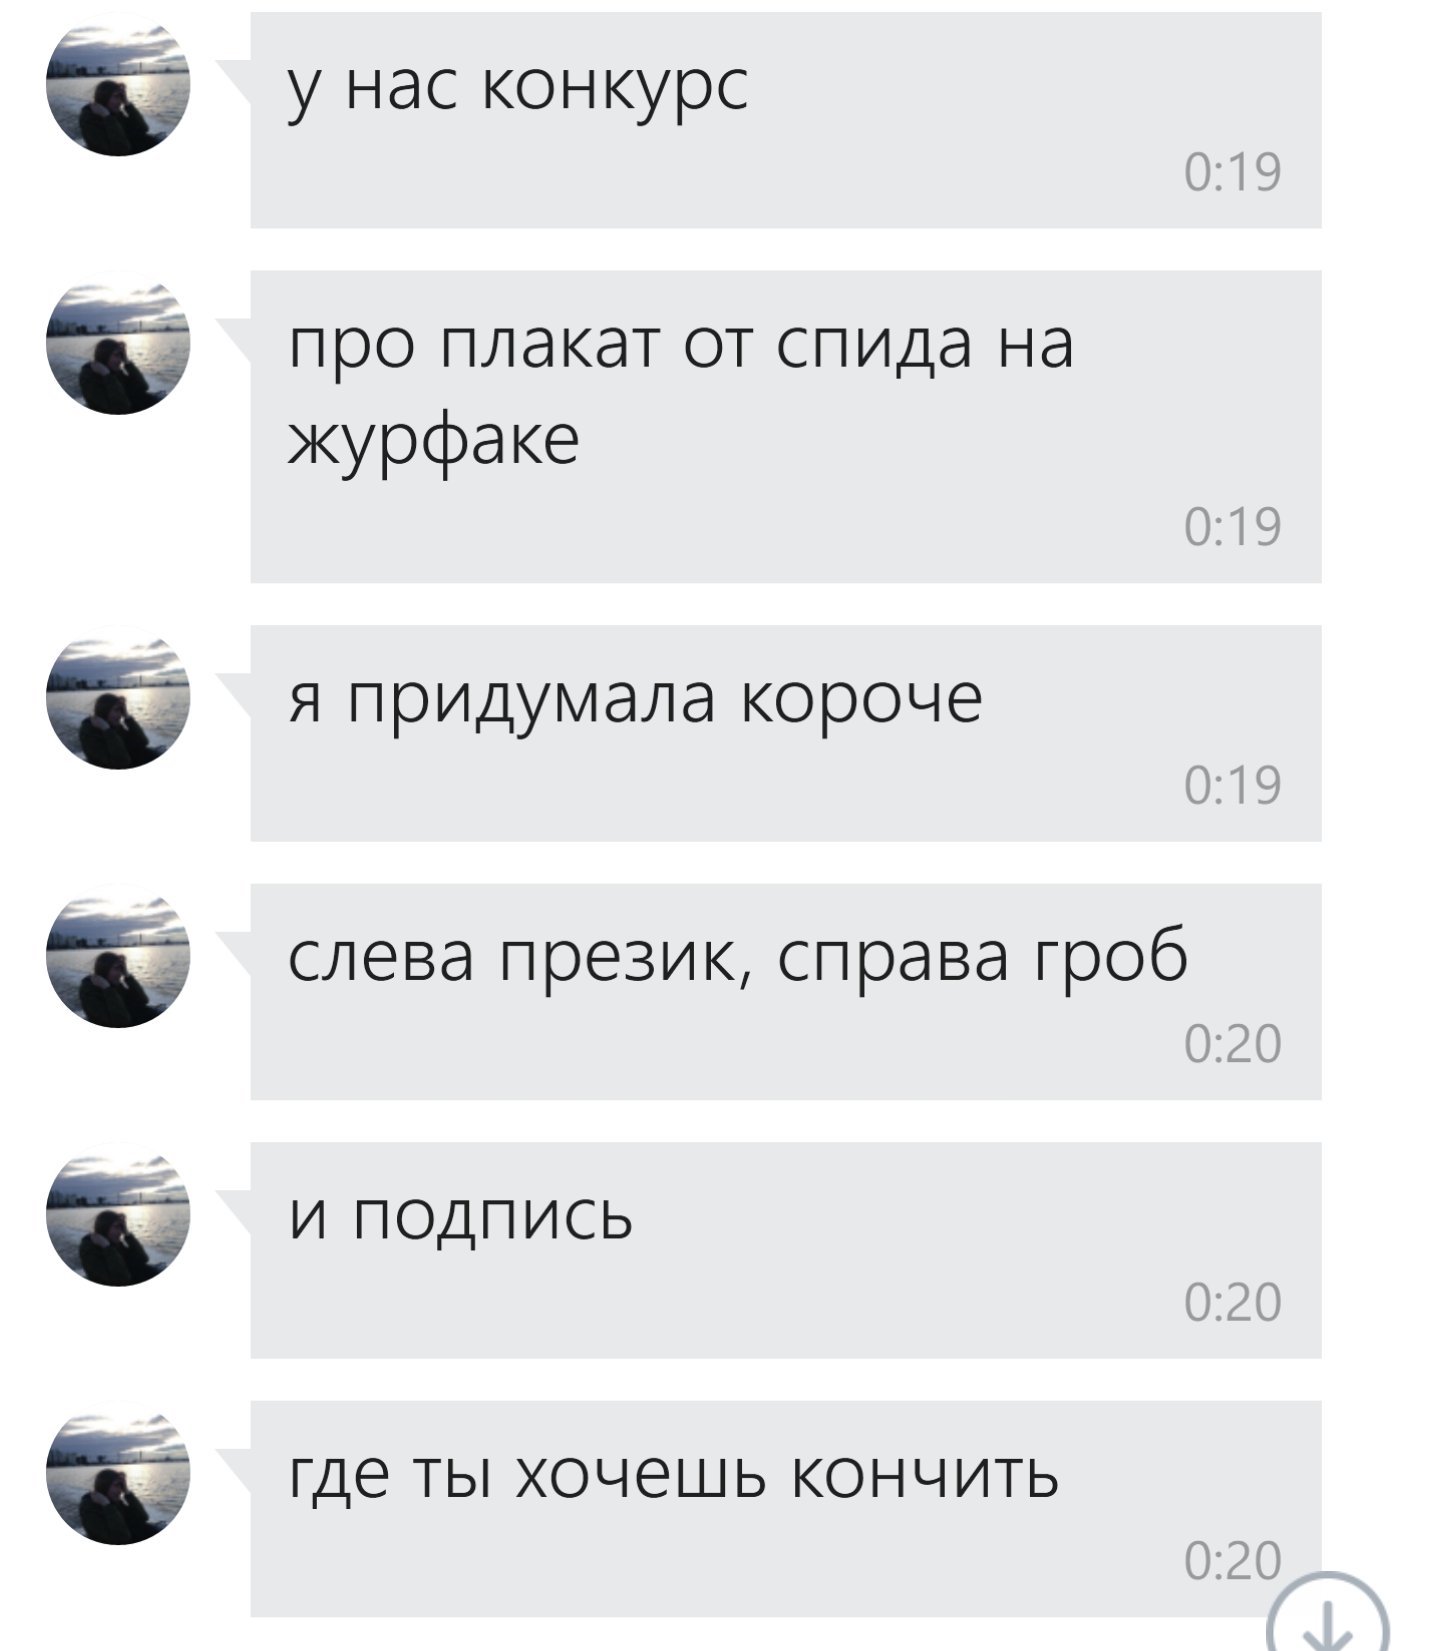 у нас конкурс
0:19
про плакат от спида на
журфаке
0:19
я придумала короче
0:19
слева презик, справа гроб
0:20
и подпись
0:20
где ты хочешь кончить
0:20